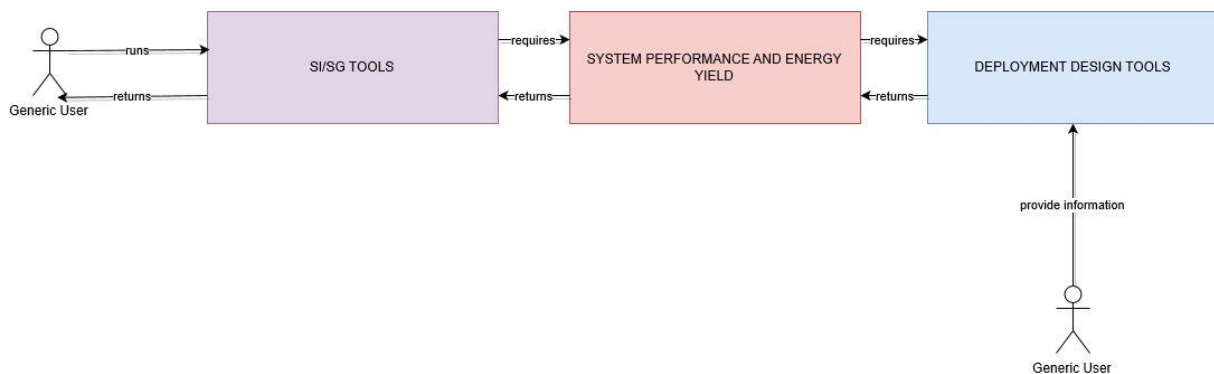 runs
requires
requires
SI/SG TOOLS
SYSTEM PERFORMANCE AND ENERGY
YIELD
DEPLOYMENT DESIGN TOOLS
returns
returns
returns
Generic User
provide information
Generic User